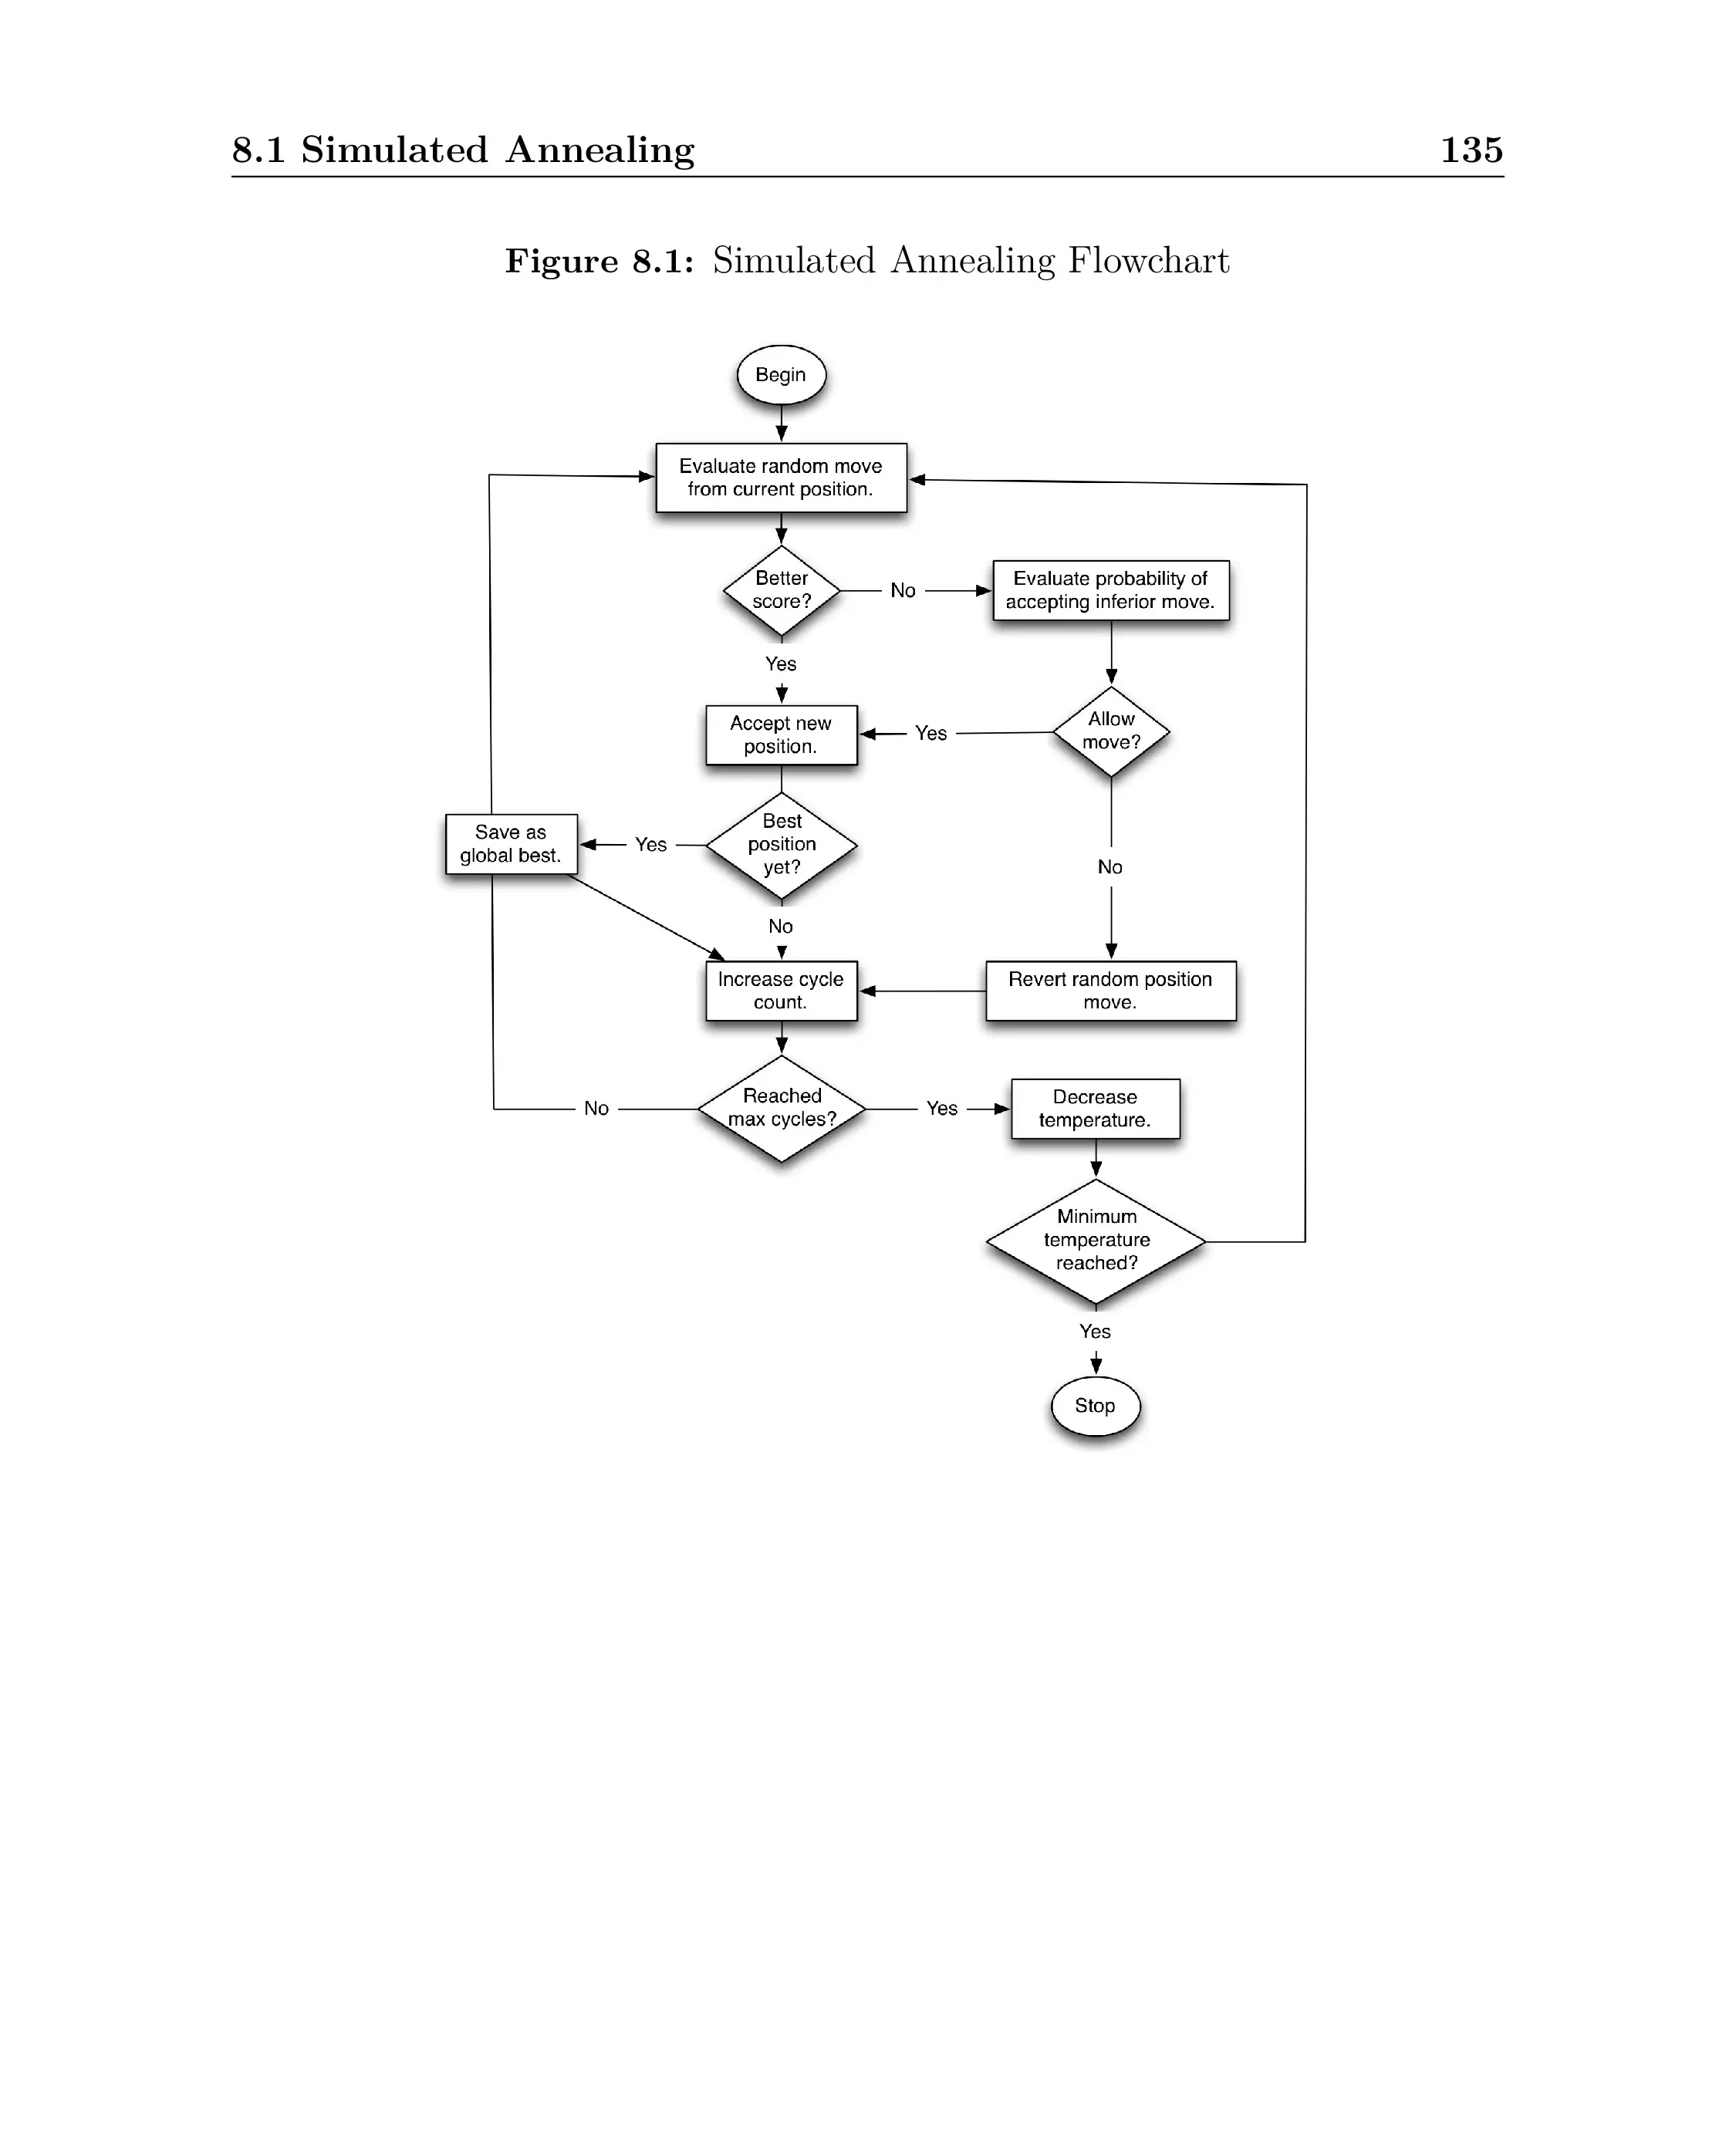 8.1 Simulated Annealing 135
Figure 8.1: Simulated Annealing Flowchart
Begin
Evaluate random move
from current position.
Better
score?
No
Evaluate probability of
accepting inferior move.
Yes
Accept new
position.
Yes
Allow
move?
Save as
global best.
Yes
Best
position
yet?
No
No
Increase cycle
count.
Revert random position
move.
No
Reached
max cycles?
Yes
Decrease
temperature.
Minimum
temperature
reached?
Yes
Stop